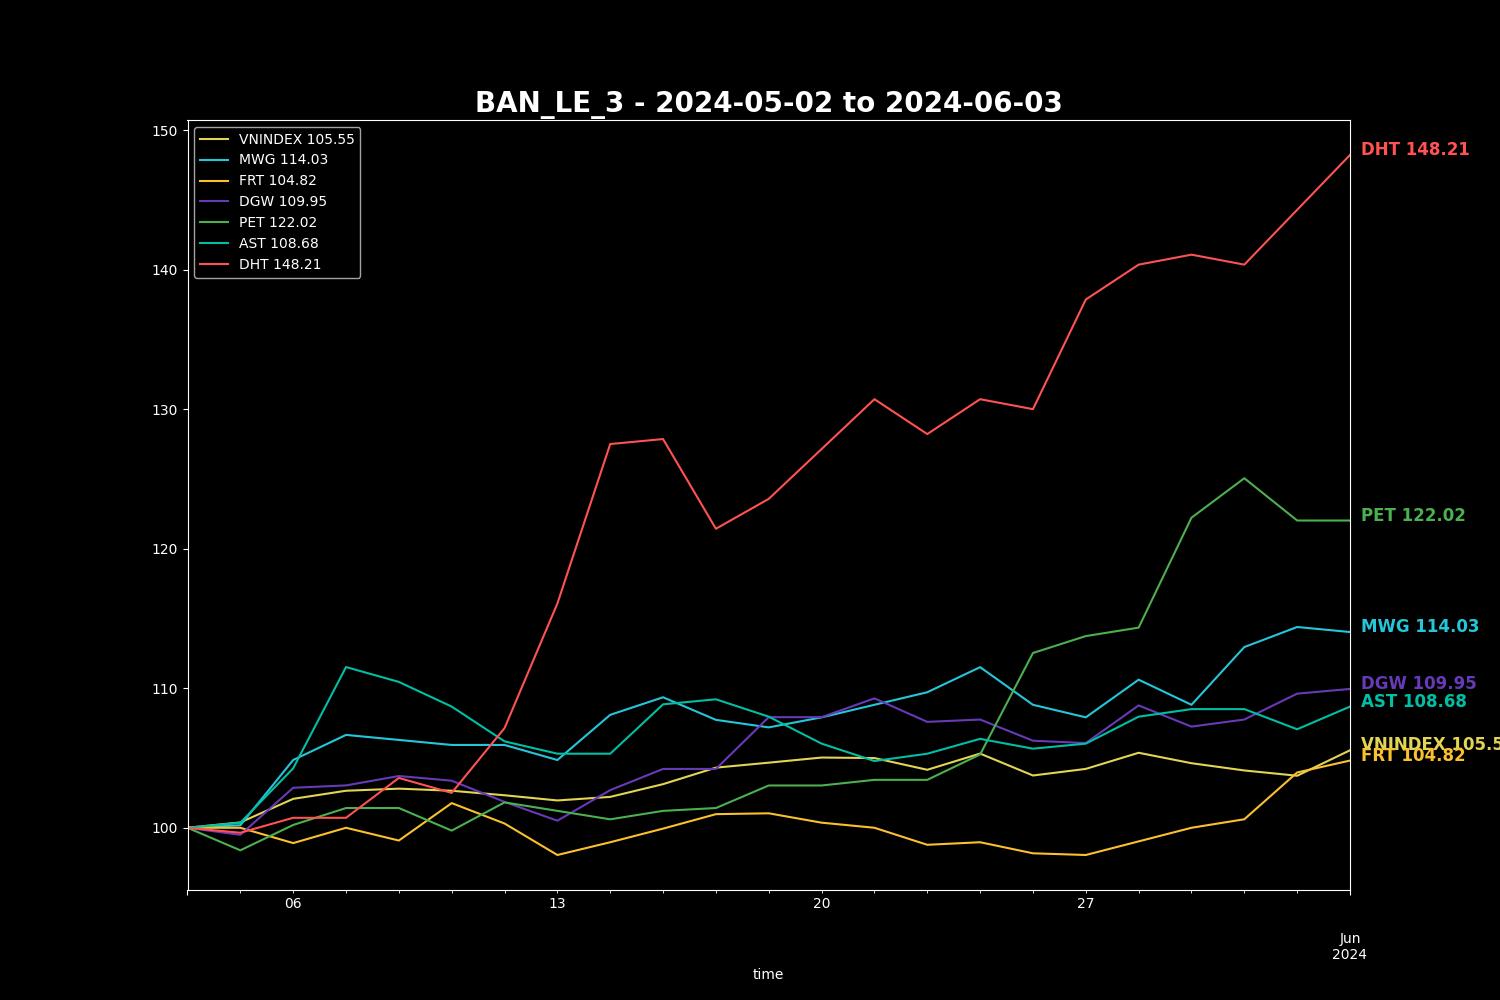 BAN_LE_3 - 2024-05-02 to 2024-06-03
150
140
130
120
110
100
VNINDEX 105.55
MWG 114.03
FRT 104.82
DGW 109.95
PET 122.02
AST 108.68
DHT 148.21
DHT 148.21
PET 122.02
MWG 114.03
DGW 109.95
AST 108.68
VNINDEX 105.5
FRT 104.82
06
13
20
27
Jun
2024
time